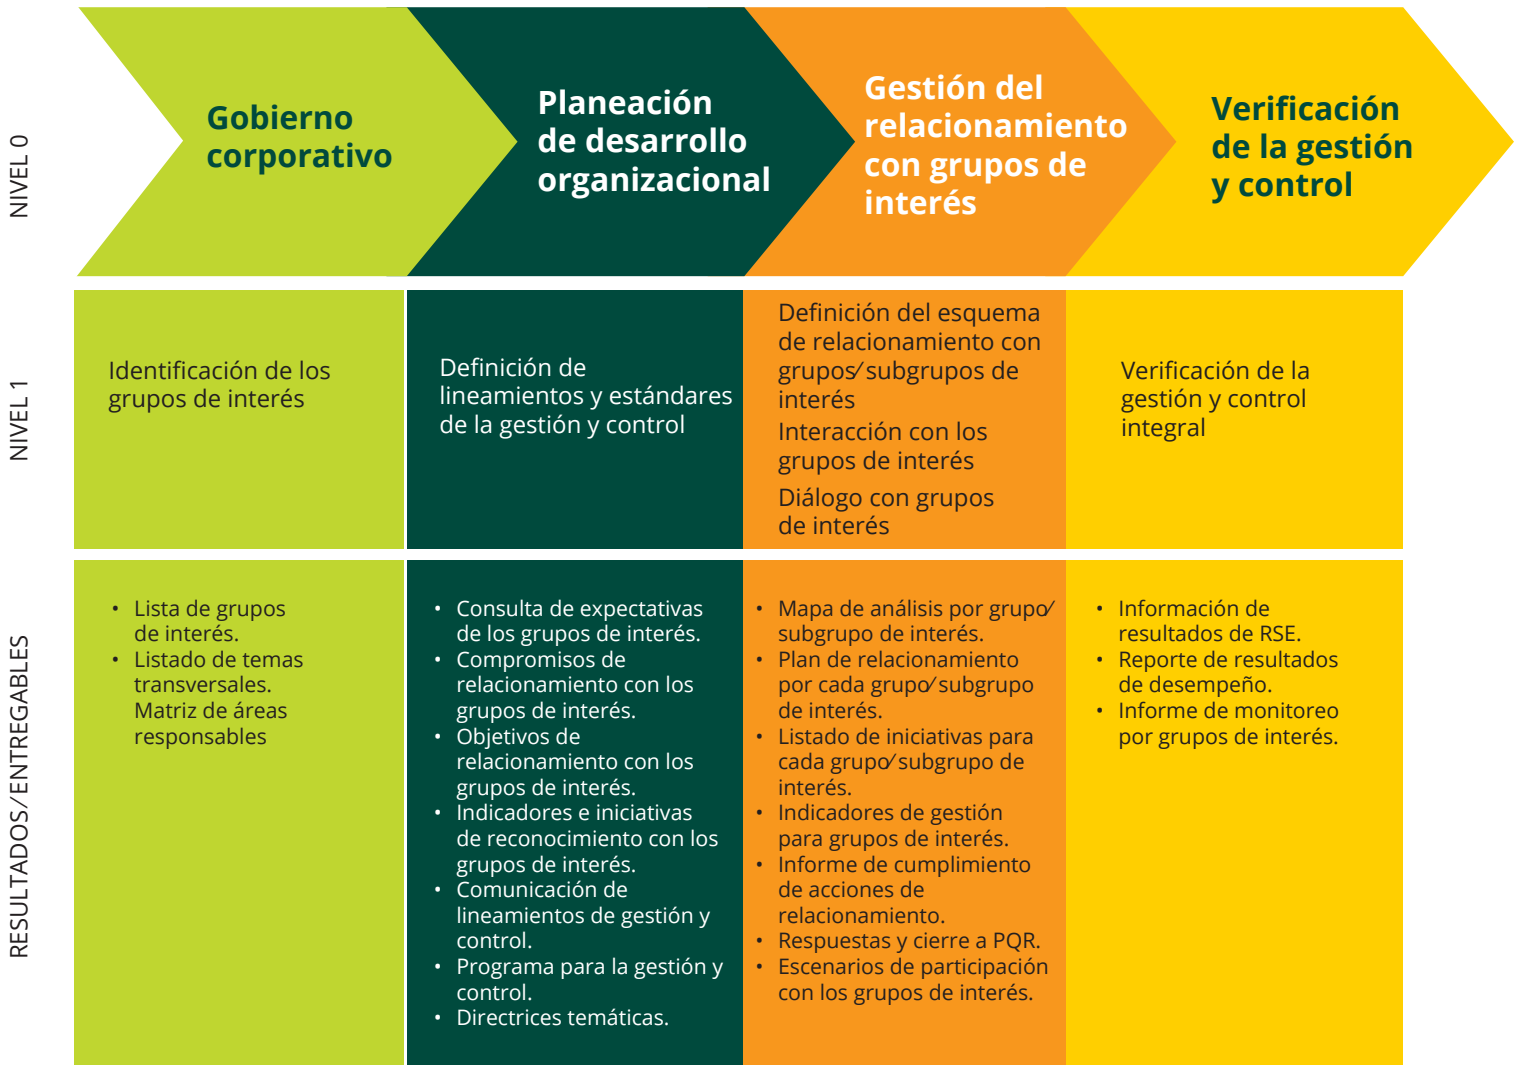 NIVEL 0
Gobierno
corporativo
Planeación
de desarrollo
organizacional
Gestión del
relacionamiento
con grupos de
interés
Verificación
de la gestión
y control
NIVEL 1
Identificación de los
grupos de interés
Definición de
lineamientos y estándares
de la gestión y control
Definición del esquema
de relacionamiento con
grupos/subgrupos de
interés
Interacción con los
grupos de interés
Diálogo con grupos
de interés
Verificación de la
gestión y control
integral
RESULTADOS/ENTREGABLES
• Lista de grupos
de interés.
• Listado de temas
transversales.
Matriz de áreas
responsables
• Consulta de expectativas
de los grupos de interés.
• Compromisos de
relacionamiento con los
grupos de interés.
• Objetivos de
relacionamiento con los
grupos de interés.
• Indicadores e iniciativas
de reconocimiento con los
grupos de interés.
• Comunicación de
lineamientos de gestión y
control.
• Programa para la gestión y
control.
• Directrices temáticas.
• Mapa de análisis por grupo/
subgrupo de interés.
• Plan de relacionamiento
por cada grupo/subgrupo
de interés.
• Listado de iniciativas para
cada grupo/subgrupo de
interés.
• Indicadores de gestión
para grupos de interés.
• Informe de cumplimiento
de acciones de
relacionamiento.
• Respuestas y cierre a PQR.
• Escenarios de participación
con los grupos de interés.
• Información de
resultados de RSE.
• Reporte de resultados
de desempeño.
• Informe de monitoreo
por grupos de interés.